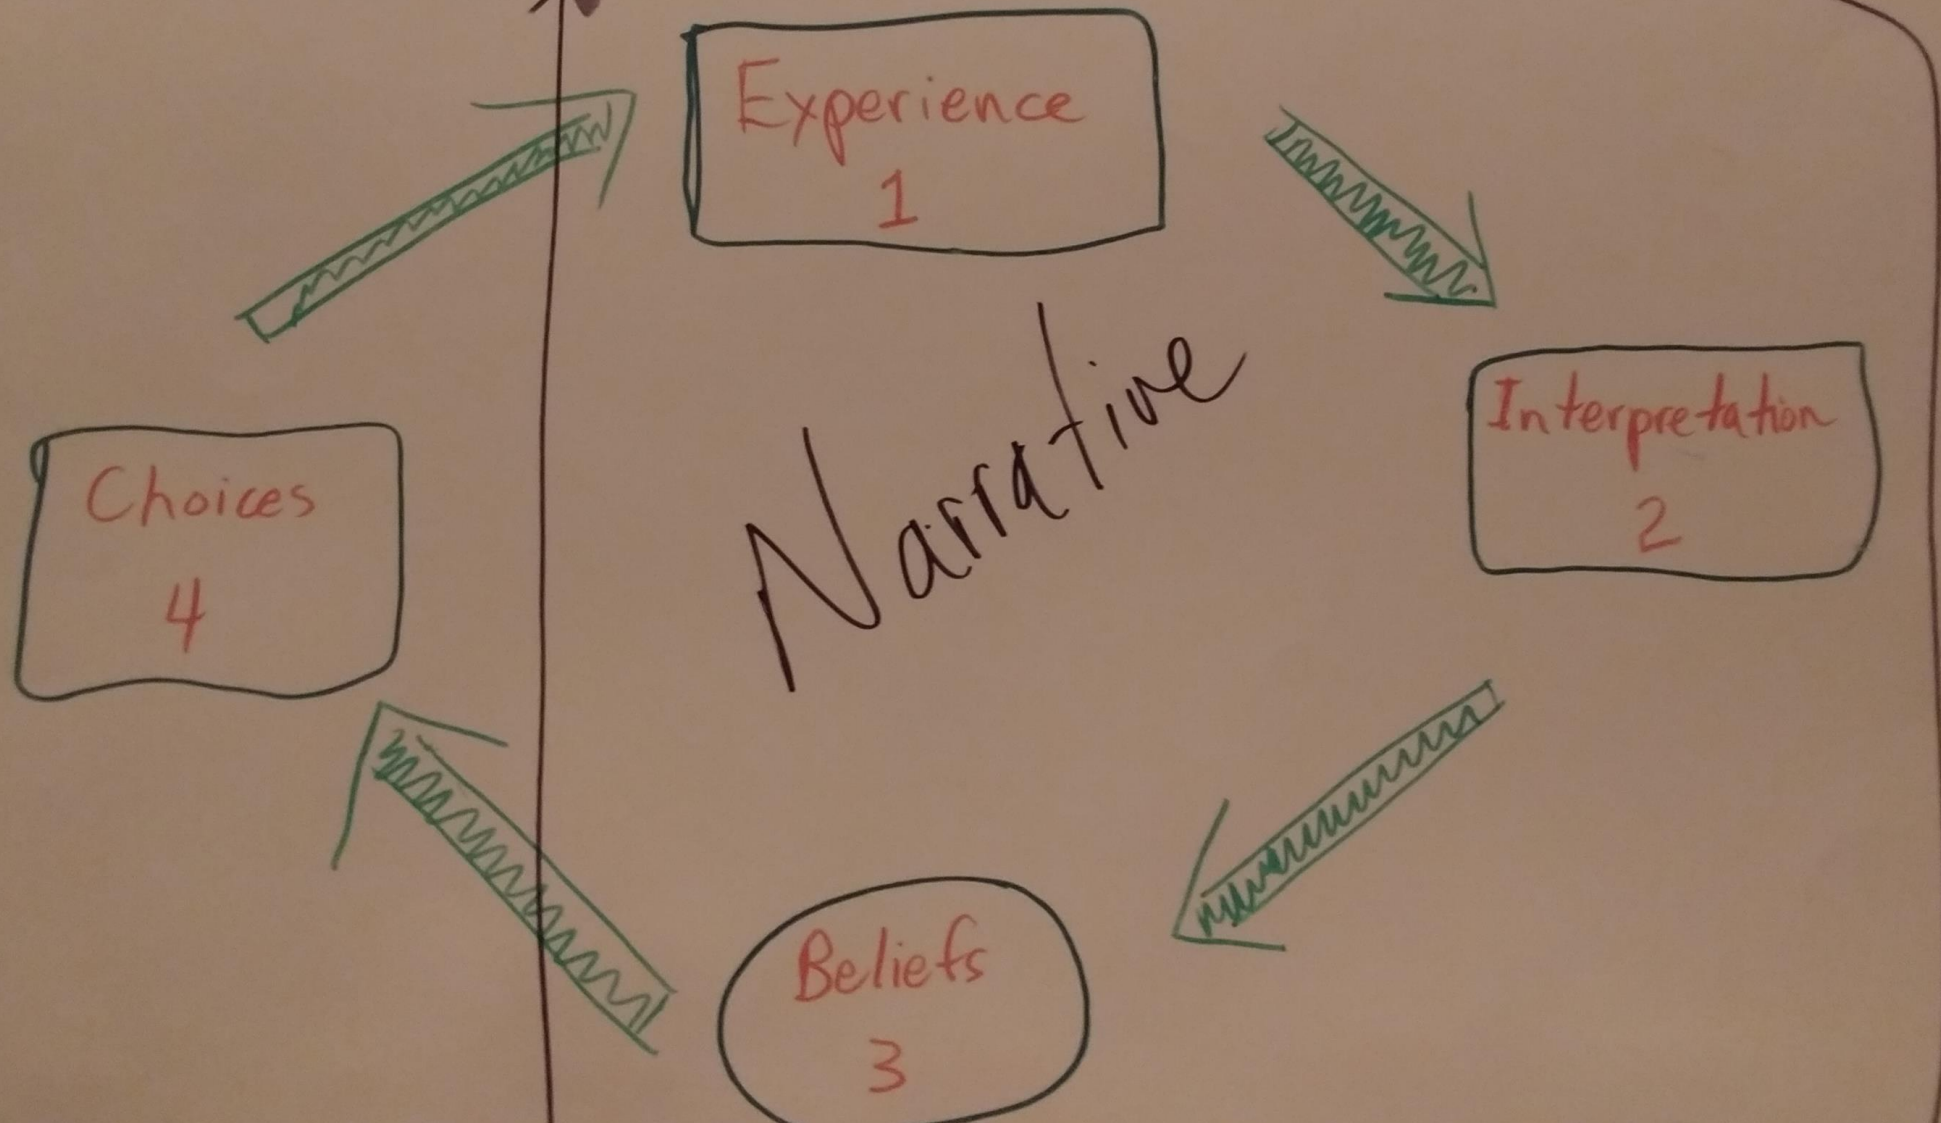 Experience
1
Interpretation
2
Narrative
Choices
4
Beliefs
3